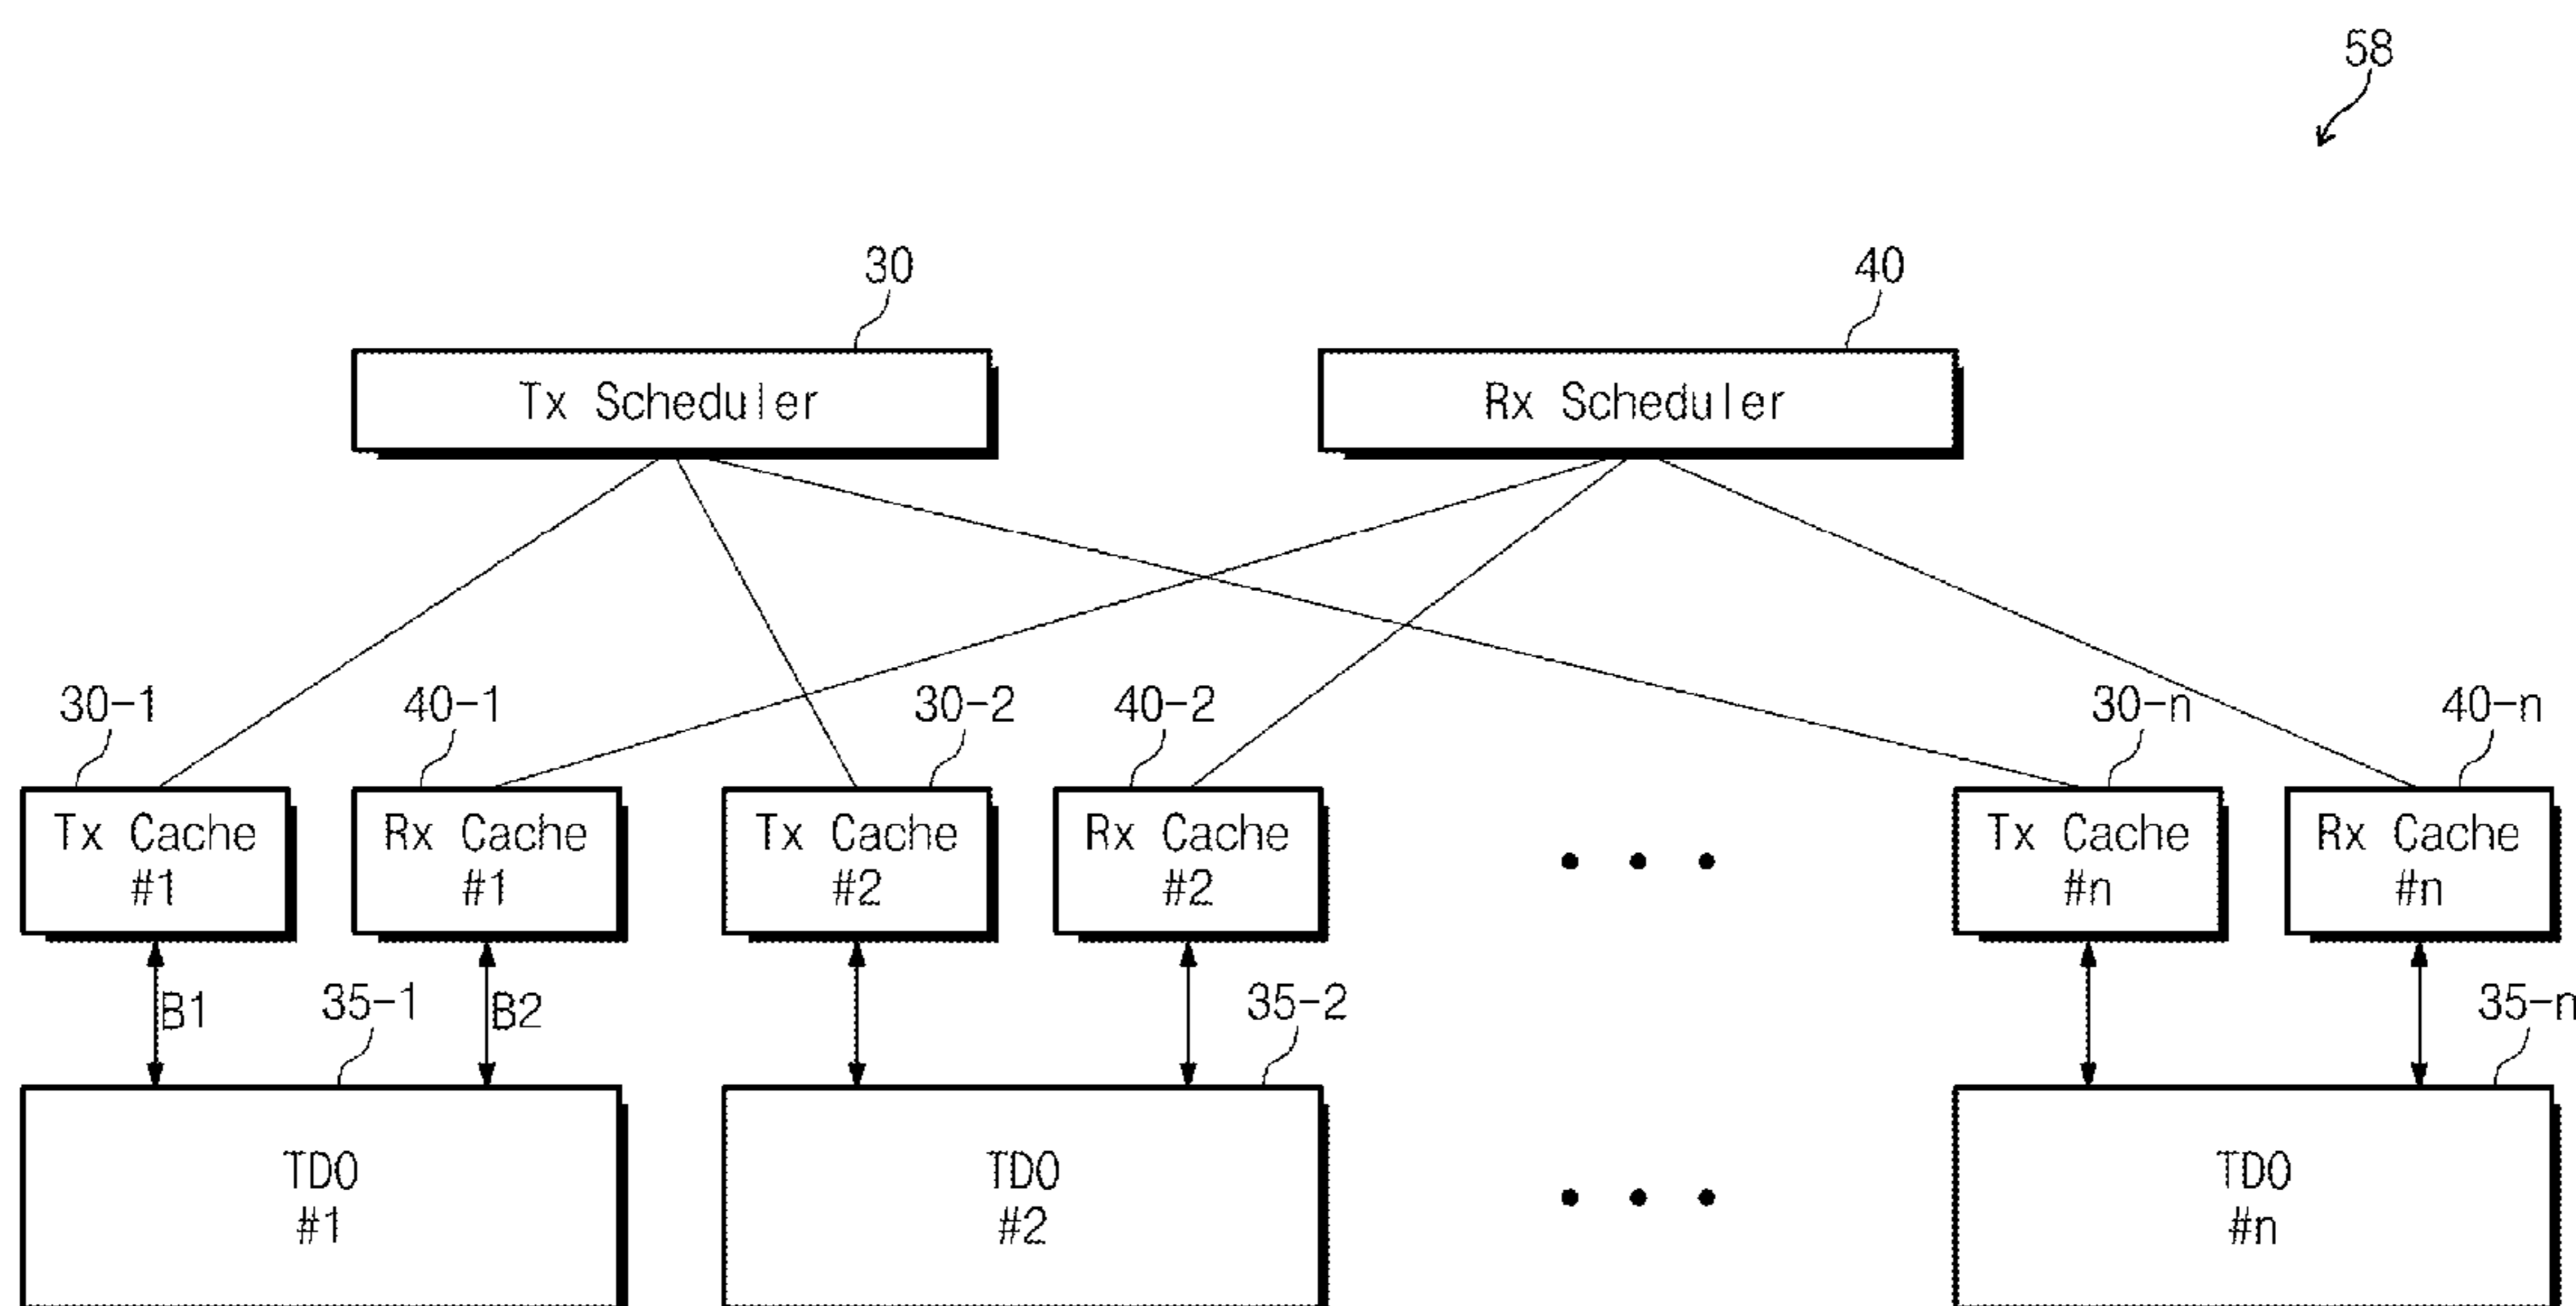 58
30
40
Tx Scheduler
Rx Scheduler
30-1
40-1
30-2
40-2
30-n
40-n
Tx Cache
#1
Rx Cache
#1
Tx Cache
#2
Rx Cache
#2
Tx Cache
#n
Rx Cache
#n
B1
B2
35-1
35-2
35-n
TDO
#1
TDO
#2
TDO
#n